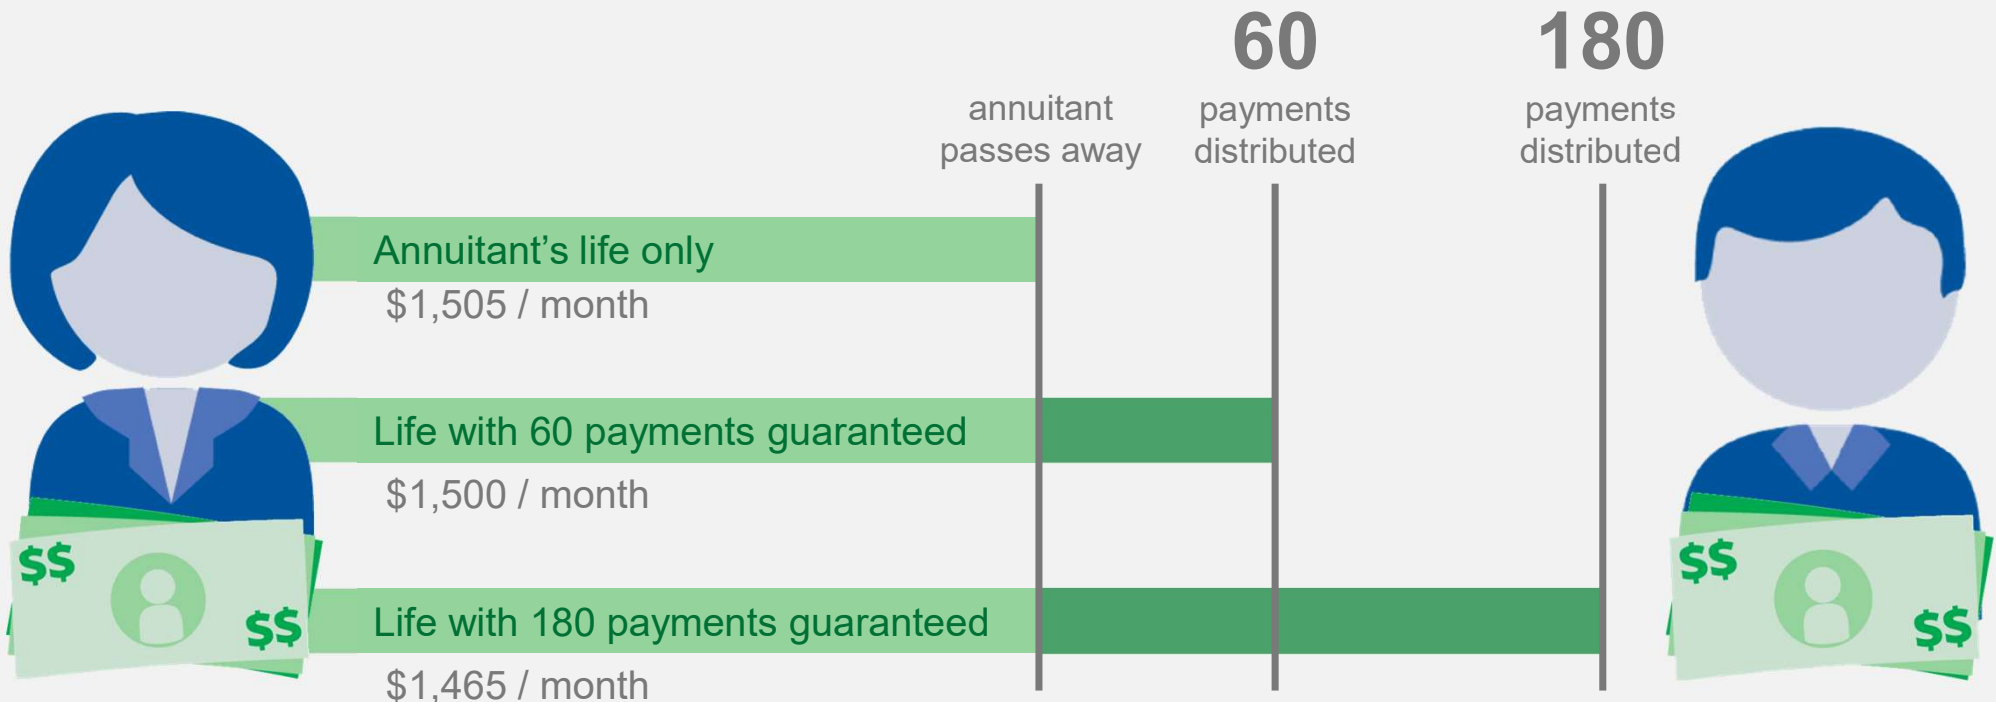 60
payments
distributed
180
payments
distributed
annuitant
passes away
Annuitant’s life only
$1,505 / month
Life with 60 payments guaranteed
$1,500 / month
Life with 180 payments guaranteed
$1,465 / month
$$
$$
$$
$$